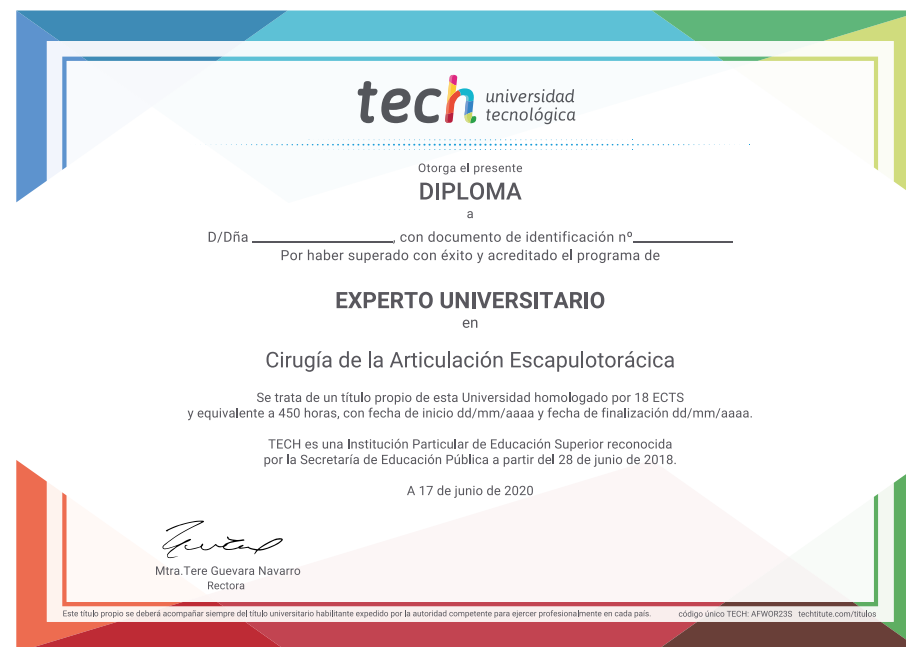 tech universidad
tecnológica
Otorga el presente
DIPLOMA
a
D/Dña ____________________, con documento de identificación nº______________
Por haber superado con éxito y acreditado el programa de
EXPERTO UNIVERSITARIO
en
Cirugía de la Articulación Escapulotorácica
Se trata de un título propio de esta Universidad homologado por 18 ECTS
y equivalente a 450 horas, con fecha de inicio dd/mm/aaaa y fecha de finalización dd/mm/aaaa.
TECH es una Institución Particular de Educación Superior reconocida
por la Secretaría de Educación Pública a partir del 28 de junio de 2018.
A 17 de junio de 2020
Mtra.Tere Guevara Navarro
Rectora
Este título propio se deberá acompañar siempre del título universitario habilitante expedido por la autoridad competente para ejercer profesionalmente en cada país. código único TECH: AFWOR23S techtitute.com/titulos